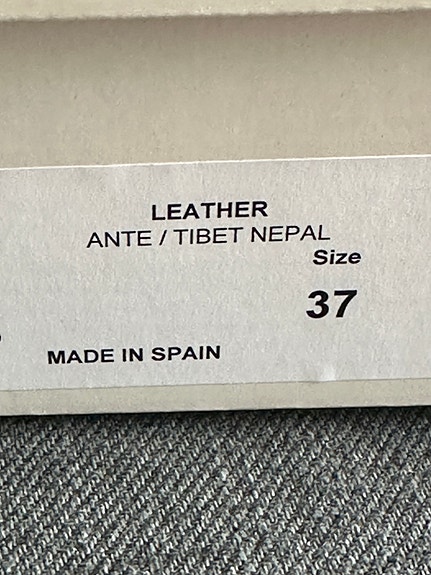 LEATHER
ANTE / TIBET NEPAL
Size
37
MADE IN SPAIN